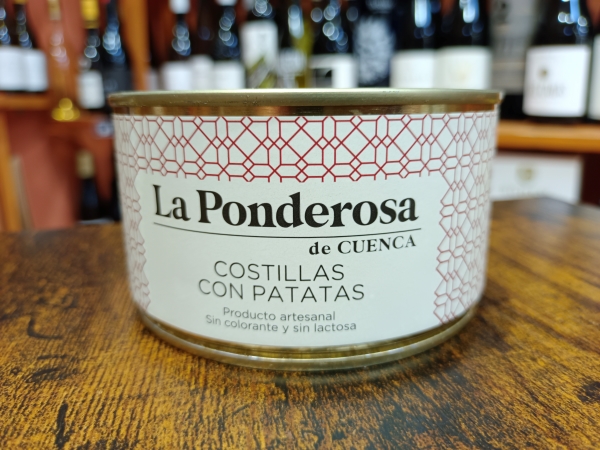 La Ponderosa
de CUENCA
COSTILLAS
CON PATATAS
Producto artesanal
Sin colorante y sin lactosa